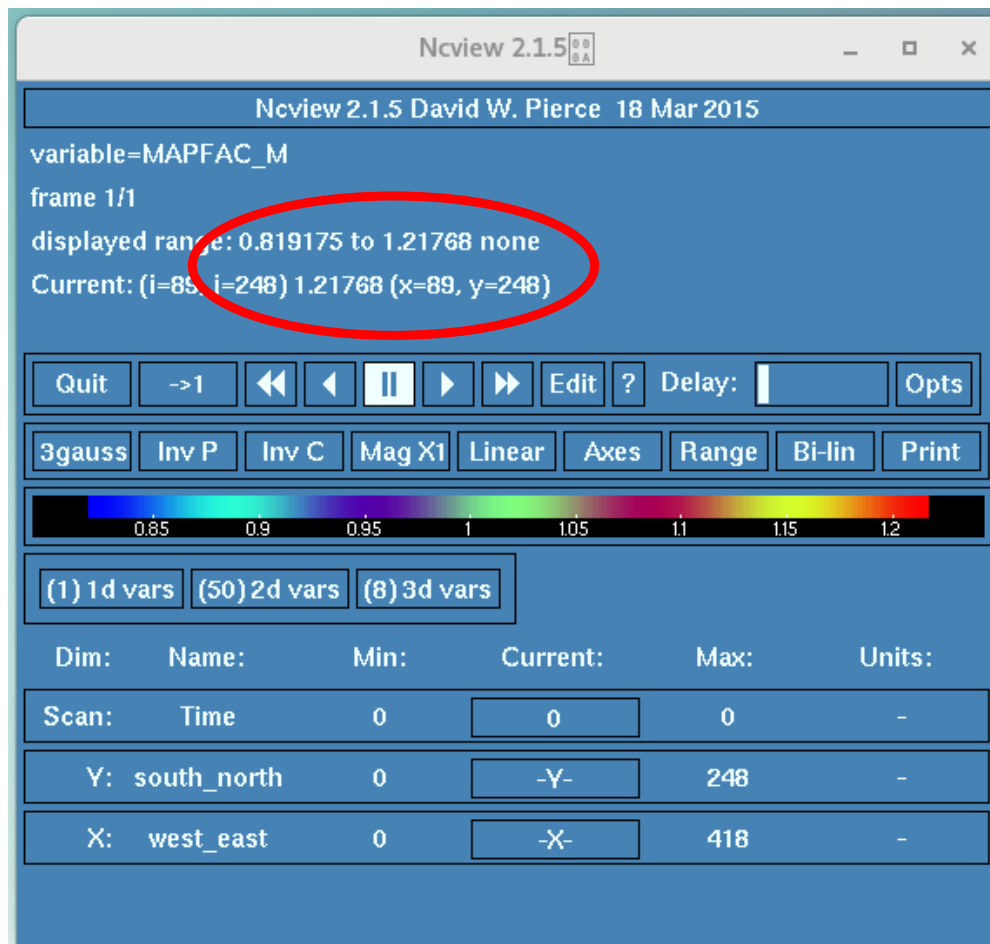 Ncview 2.1.5
Ncview 2.1.5 David W. Pierce 18 Mar 2015
variable=MAPFAC_M
frame 1/1
displayed range: 0.819175 to 1.21768 none
Current: (i=89, j=248) 1.21768 (x=89, y=248)
Quit ->1 Edit ? Delay: Opts
3gauss Inv P Inv C Mag X1 Linear Axes Range Bi-lin Print
0.85 0.9 0.95 1 1.05 1.1 1.15 1.2
(1) 1d vars (50) 2d vars (8) 3d vars
Dim: Name: Min: Current: Max: Units:
Scan: Time 0 0 0 -
Y: south_north 0 -Y- 248 -
X: west_east 0 -X- 418 -